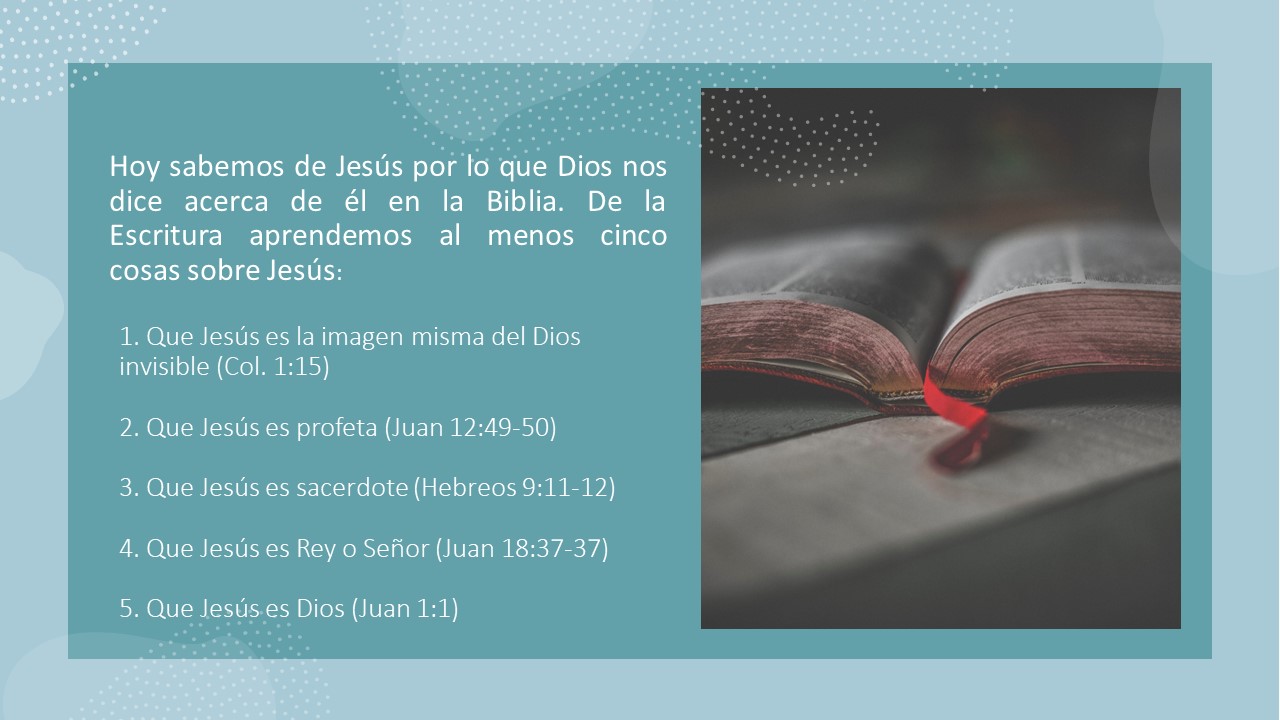 Hoy sabemos de Jesús por lo que Dios nos
dice acerca de él en la Biblia. De la
Escritura aprendemos al menos cinco
cosas sobre Jesús:
1. Que Jesús es la imagen misma del Dios
invisible (Col. 1:15)
2. Que Jesús es profeta (Juan 12:49-50)
3. Que Jesús es sacerdote (Hebreos 9:11-12)
4. Que Jesús es Rey o Señor (Juan 18:37-37)
5. Que Jesús es Dios (Juan 1:1)